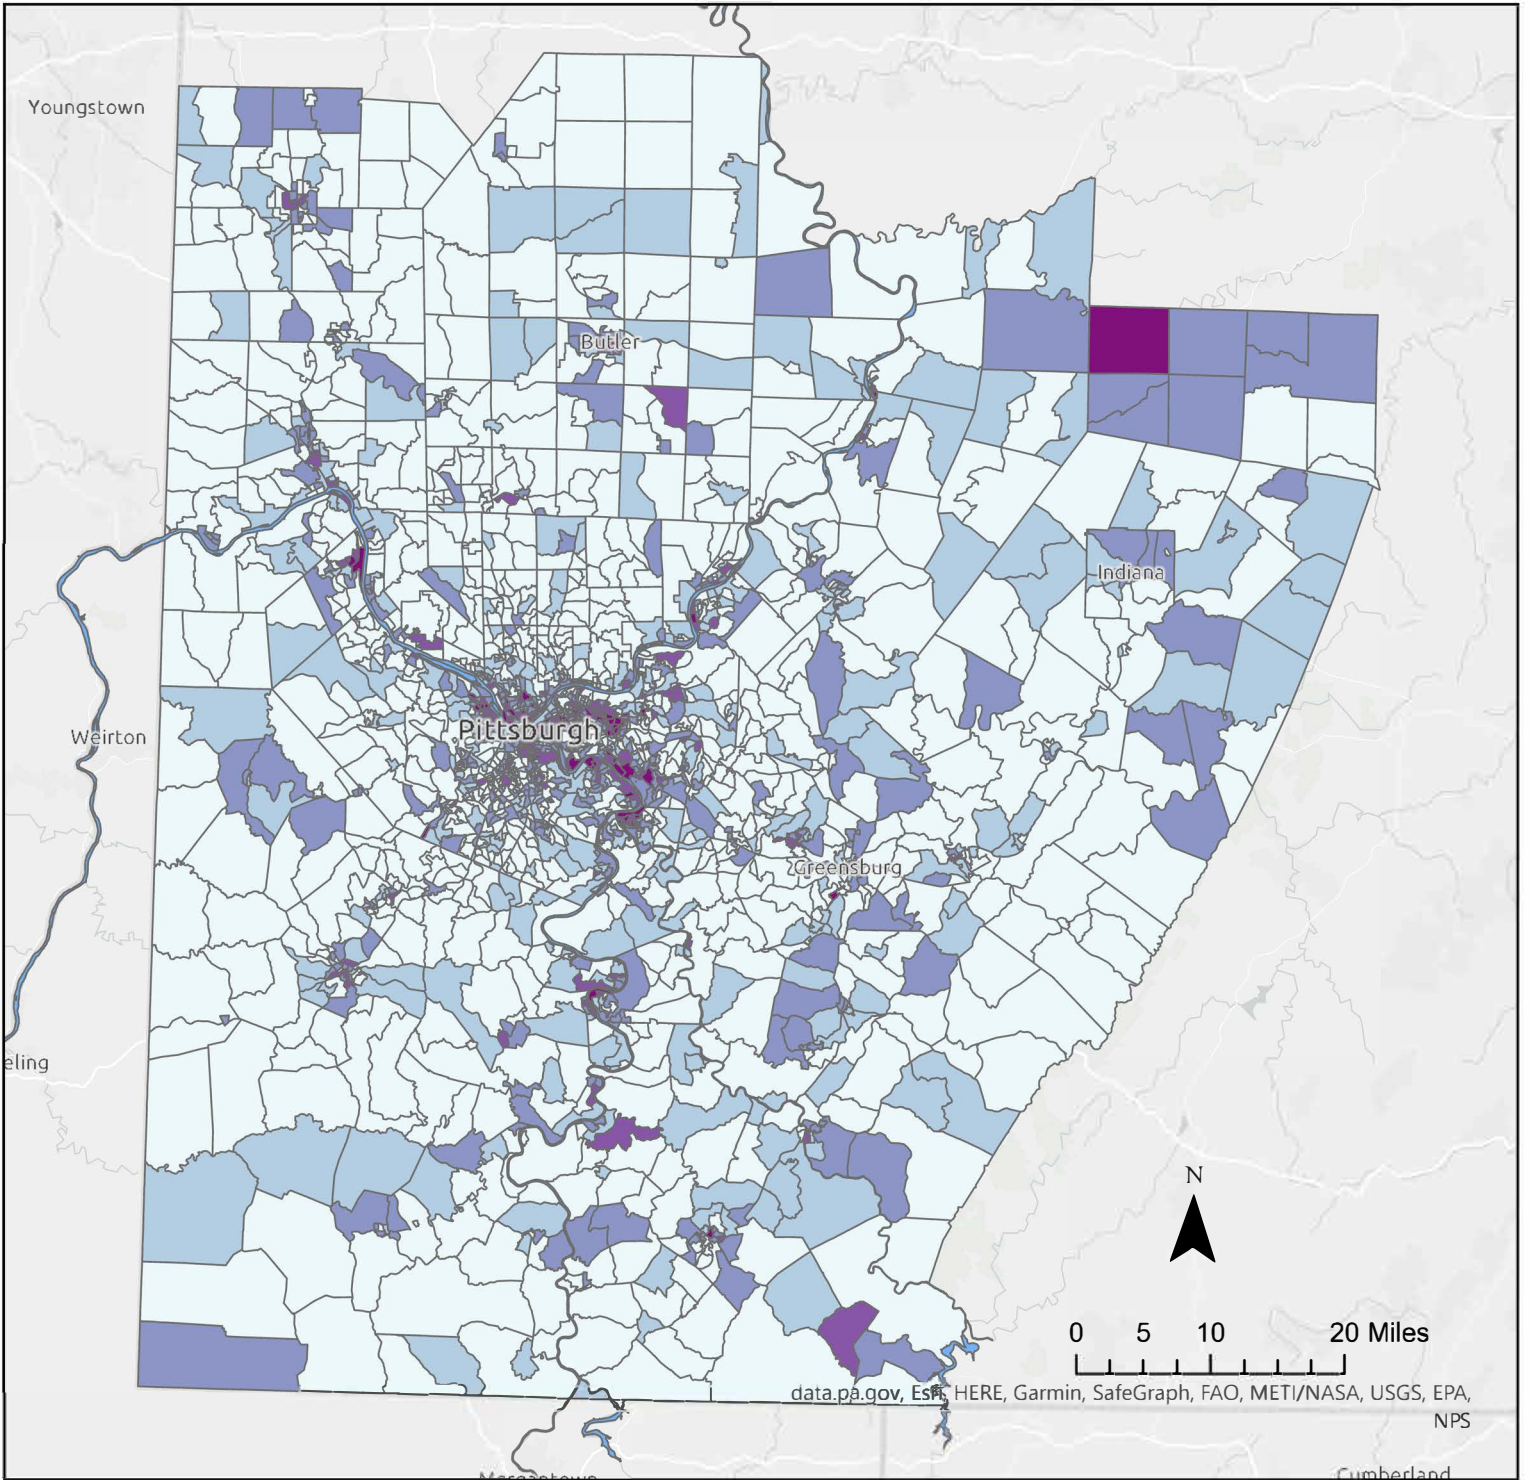 Youngstown
Butler
Indiana
Pittsburgh
Weirton
Greensburg
eling
N
0 5 10 20 Miles
data.pa.gov, Esri, HERE, Garmin, SafeGraph, FAO, METI/NASA, USGS, EPA,
NPS
Morgantown
Cumberland